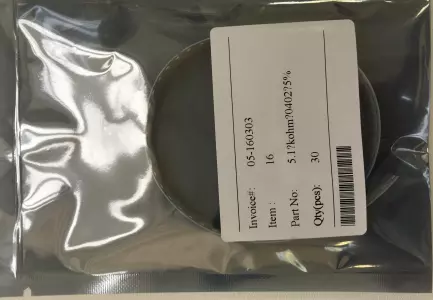 Invoice#: 05-160303
Item : 16
Part No: 5.1?kohm?0402?5%
Qty(pcs): 30